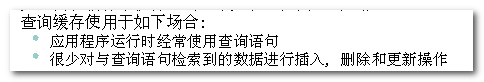 查询缓存使用于如下场合:
应用程序运行时经常使用查询语句
很少对与查询语句检索到的数据进行插入, 删除和更新操作